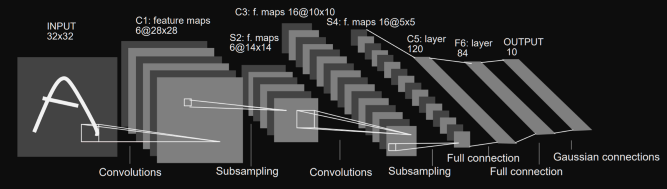 INPUT
32x32
C1: feature maps
6@28x28
S2: f. maps
6@14x14
C3: f. maps 16@10x10
S4: f. maps 16@5x5
C5: layer
120
F6: layer
84
OUTPUT
10
A
Convolutions
Subsampling
Convolutions
Subsampling
Full connection
Full connection
Gaussian connections